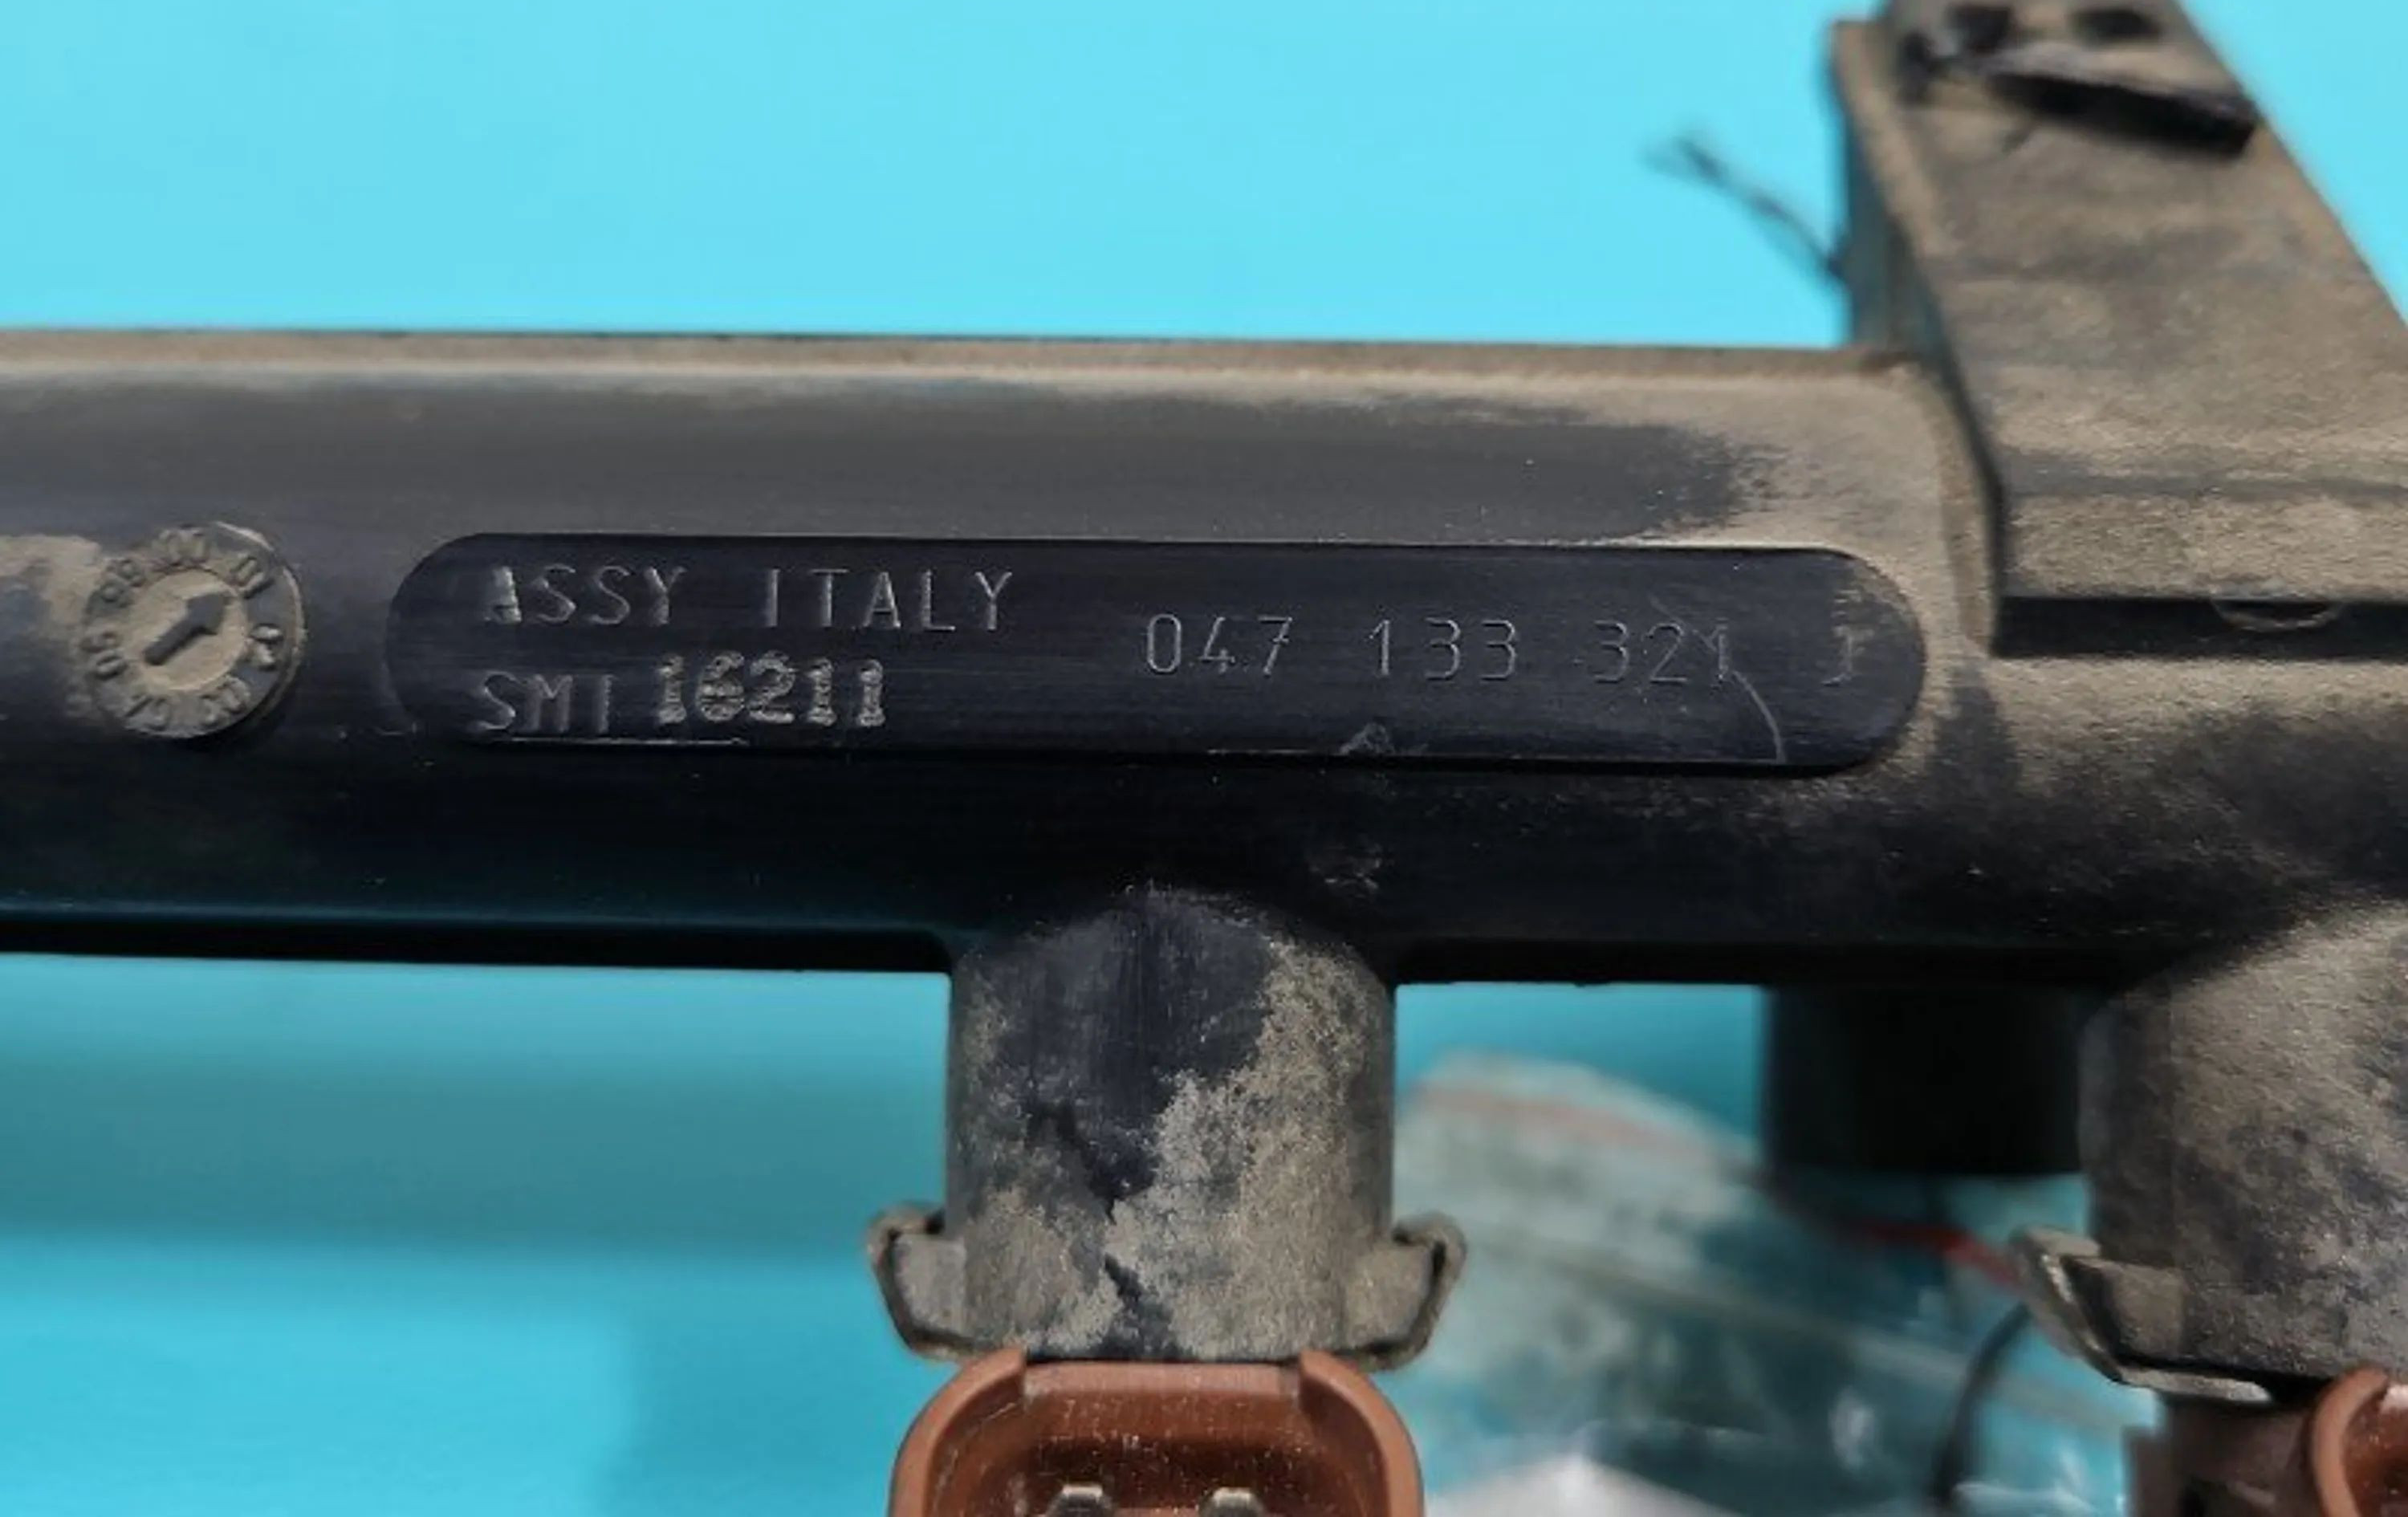 ASSY ITALY
SMI 16211
047 133 321 J